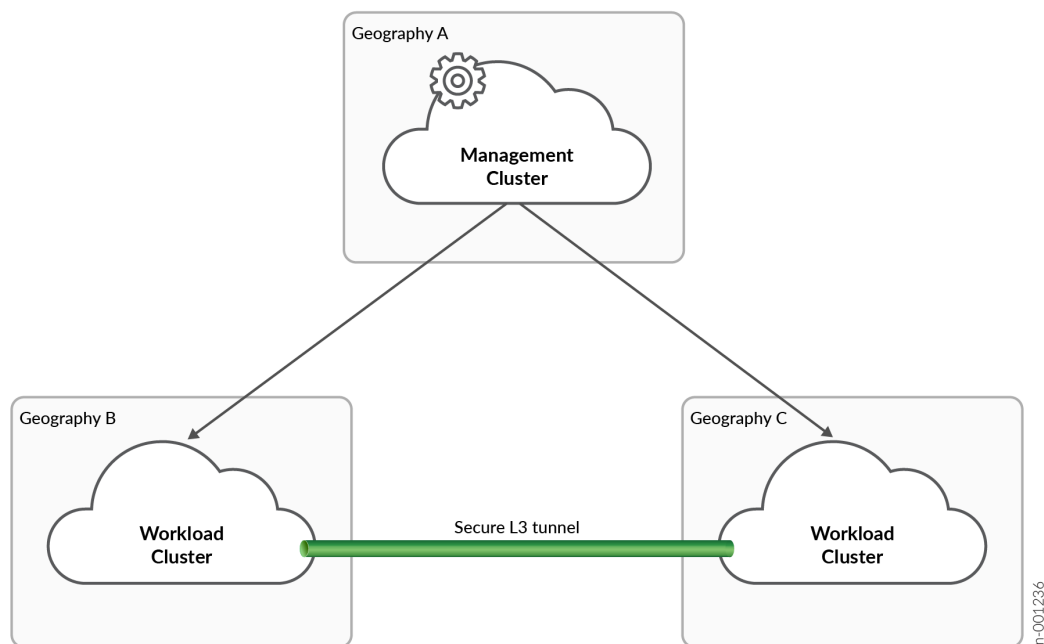 Geography A
Management
Cluster
Geography B
Geography C
Secure L3 tunnel
Workload
Cluster
Workload
Cluster